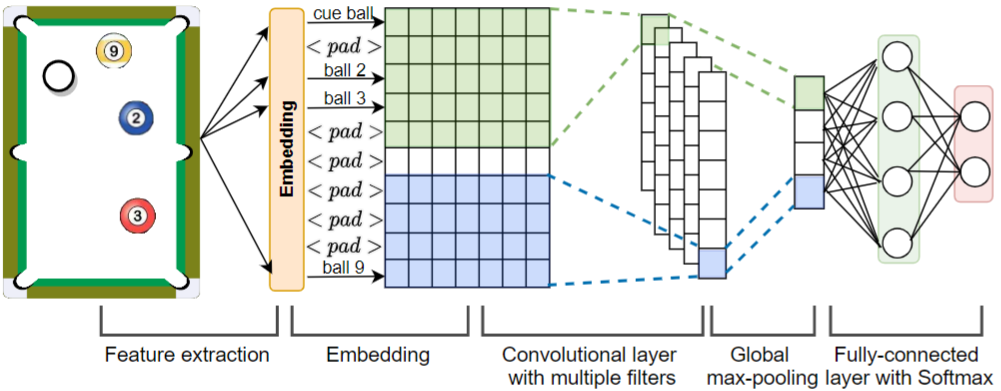 9
2
3
Embedding
cue ball
< pad >
ball 2
ball 3
< pad >
< pad >
< pad >
< pad >
< pad >
ball 9
Feature extraction
Embedding
Convolutional layer
with multiple filters
Global
max-pooling
Fully-connected
layer with Softmax